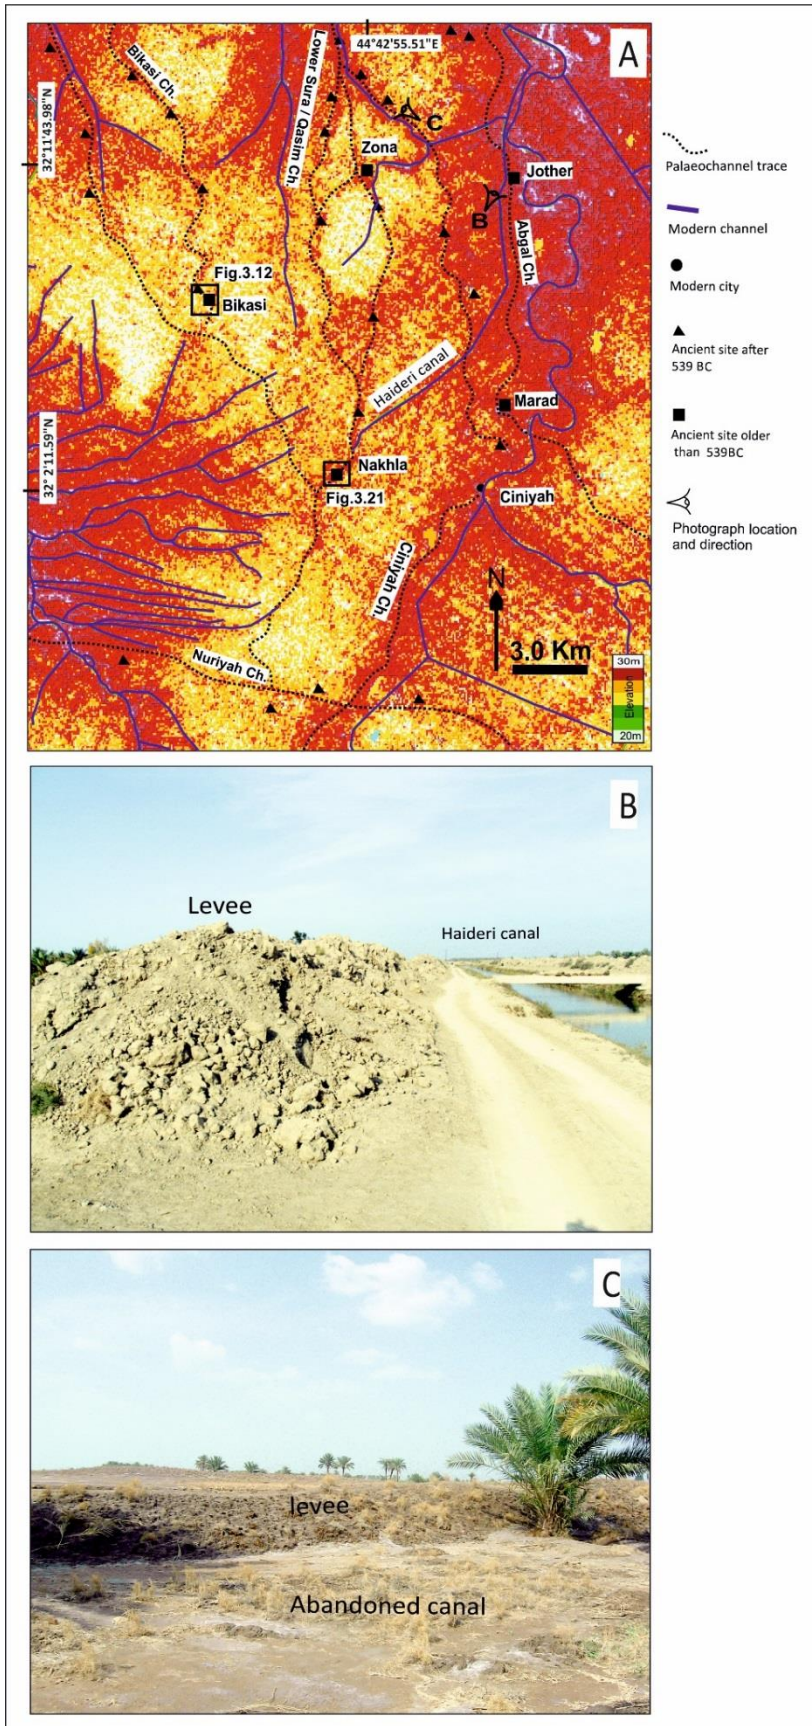 A
44°42'55.51"E
Bikasi Ch.
Lower Sura / Qasim Ch.
C
32°11'43.98"N
Zona
Jother
B
Abgal Ch.
Fig.3.12
Bikasi
Haideri canal
Marad
32° 2'11.59"N
Nakhla
Fig.3.21
Ciniyah
Ciniyah Ch.
N
3.0 Km
Nuriyah Ch.
30m
Elevation
20m
Palaeochannel trace
Modern channel
Modern city
Ancient site after
539 BC
Ancient site older
than 539BC
Photograph location
and direction
B
Levee
Haideri canal
C
levee
Abandoned canal